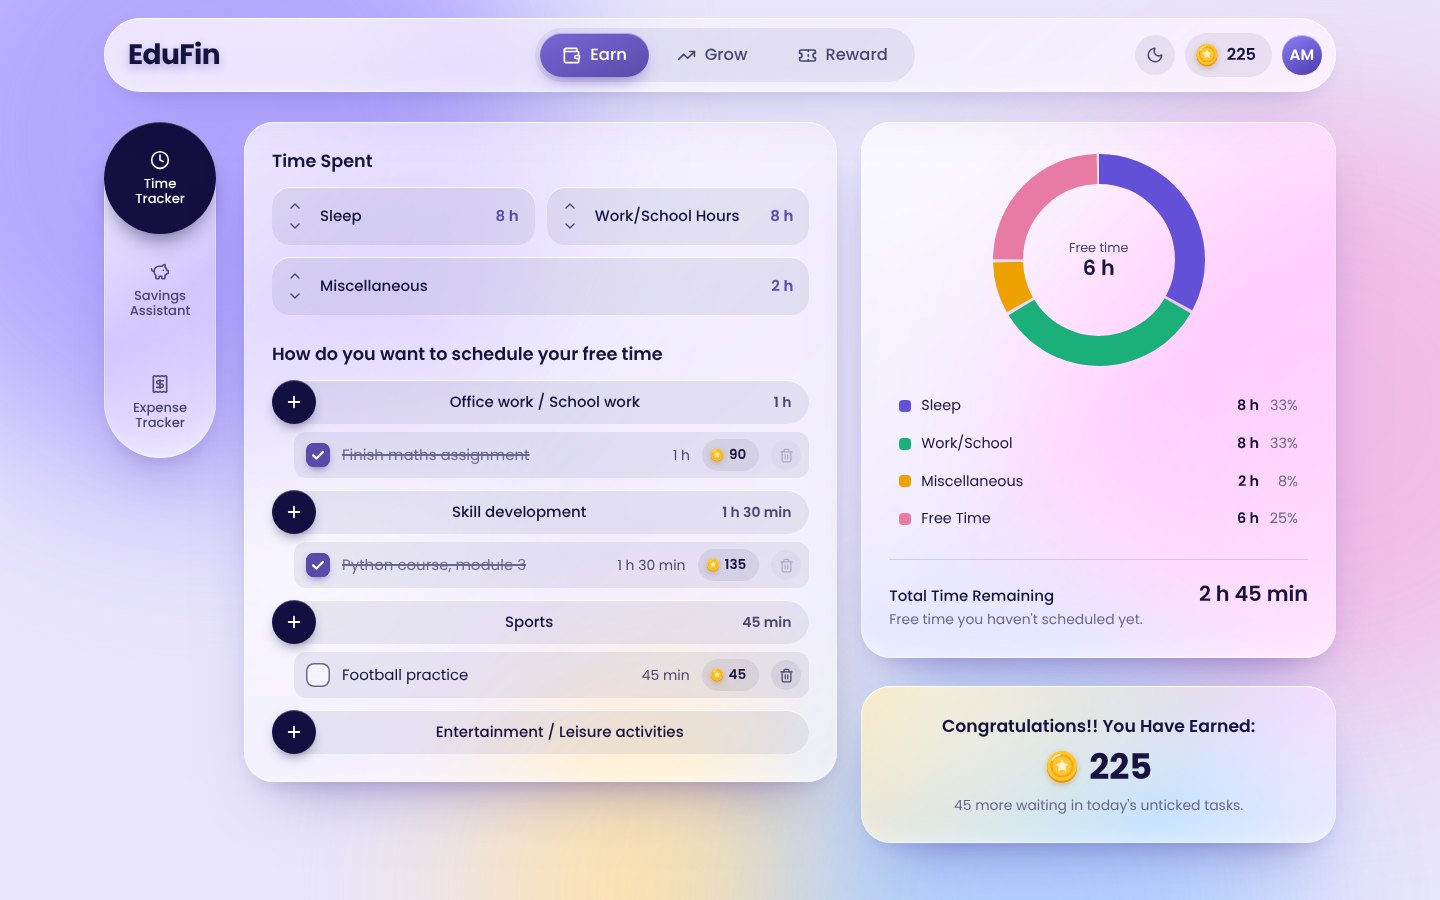 EduFin
Earn
Grow
Reward
225
AM
Time
Tracker
Savings
Assistant
Expense
Tracker
Time Spent
Sleep 8 h
Work/School Hours 8 h
Miscellaneous 2 h
How do you want to schedule your free time
Office work / School work 1 h
Finish maths assignment 1 h 90
Skill development 1 h 30 min
Python course, module 3 1 h 30 min 135
Sports 45 min
Football practice 45 min 45
Entertainment / Leisure activities
Free time
6 h
Sleep 8 h 33%
Work/School 8 h 33%
Miscellaneous 2 h 8%
Free Time 6 h 25%
Total Time Remaining 2 h 45 min
Free time you haven't scheduled yet.
Congratulations!! You Have Earned:
225
45 more waiting in today's unticked tasks.